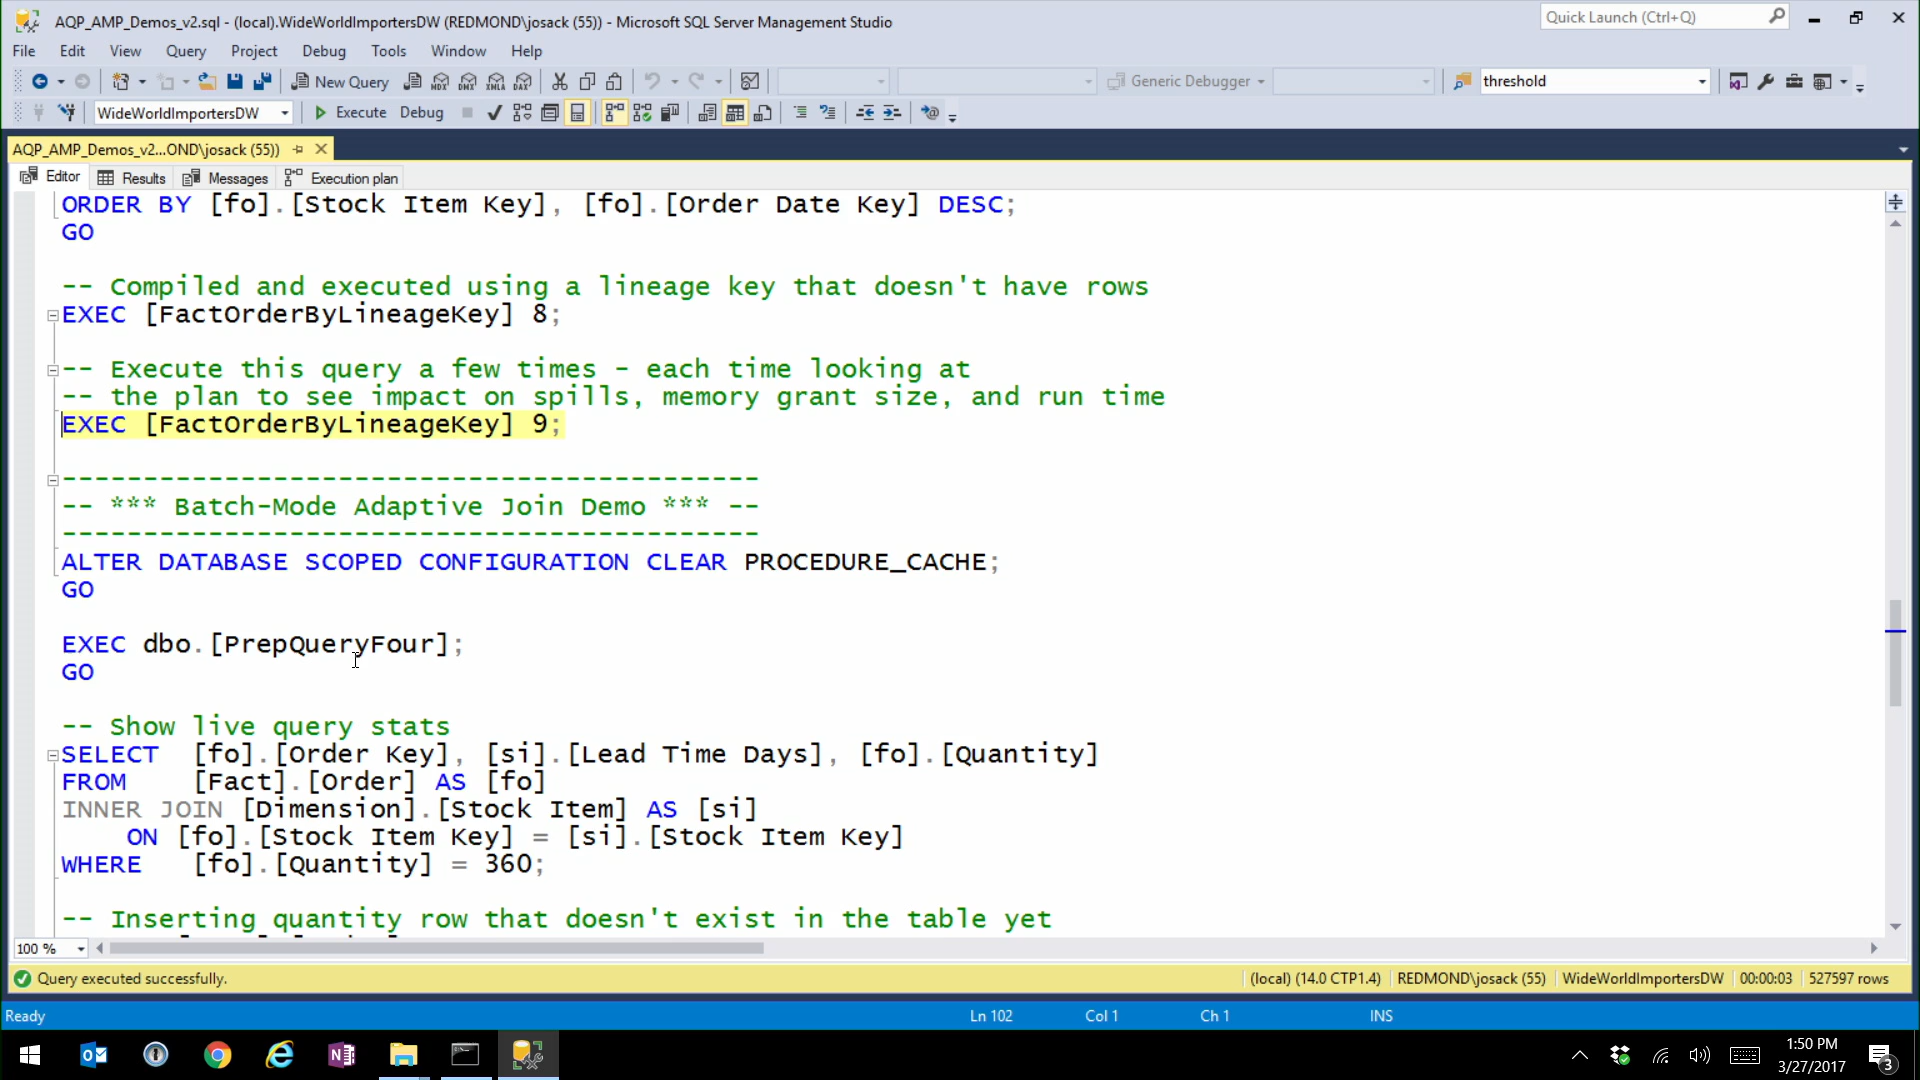 AQP_AMP_Demos_v2.sql - (local).WideWorldImportersDW (REDMOND\josack (55)) - Microsoft SQL Server Management Studio
Quick Launch (Ctrl+Q)
File Edit View Query Project Debug Tools Window Help
New Query MDX DMX XMLA DAX Generic Debugger threshold
WideWorldImportersDW Execute Debug
AQP_AMP_Demos_v2...OND\josack (55))
Editor Results Messages Execution plan
ORDER BY [fo].[Stock Item Key], [fo].[Order Date Key] DESC;
GO
-- Compiled and executed using a lineage key that doesn't have rows
EXEC [FactOrderByLineageKey] 8;
-- Execute this query a few times - each time looking at
-- the plan to see impact on spills, memory grant size, and run time
EXEC [FactOrderByLineageKey] 9;
-------------------------------------------
-- *** Batch-Mode Adaptive Join Demo *** --
-------------------------------------------
ALTER DATABASE SCOPED CONFIGURATION CLEAR PROCEDURE_CACHE;
GO
EXEC dbo.[PrepQueryFour];
GO
-- Show live query stats
SELECT  [fo].[Order Key], [si].[Lead Time Days], [fo].[Quantity]
FROM    [Fact].[Order] AS [fo]
INNER JOIN [Dimension].[Stock Item] AS [si]
    ON [fo].[Stock Item Key] = [si].[Stock Item Key]
WHERE   [fo].[Quantity] = 360;
-- Inserting quantity row that doesn't exist in the table yet
100 %
Query executed successfully. (local) (14.0 CTP1.4) REDMOND\josack (55) WideWorldImportersDW 00:00:03 527597 rows
Ready Ln 102 Col 1 Ch 1 INS
1:50 PM
3/27/2017
3